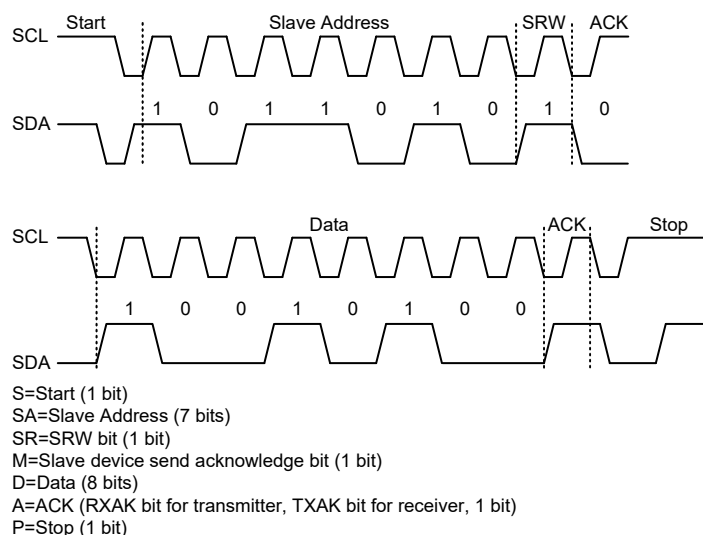 Start Slave Address SRW ACK
SCL
1 0 1 1 0 1 0 1 0
SDA
Data ACK Stop
SCL
1 0 0 1 0 1 0 0
SDA
S=Start (1 bit)
SA=Slave Address (7 bits)
SR=SRW bit (1 bit)
M=Slave device send acknowledge bit (1 bit)
D=Data (8 bits)
A=ACK (RXAK bit for transmitter, TXAK bit for receiver, 1 bit)
P=Stop (1 bit)